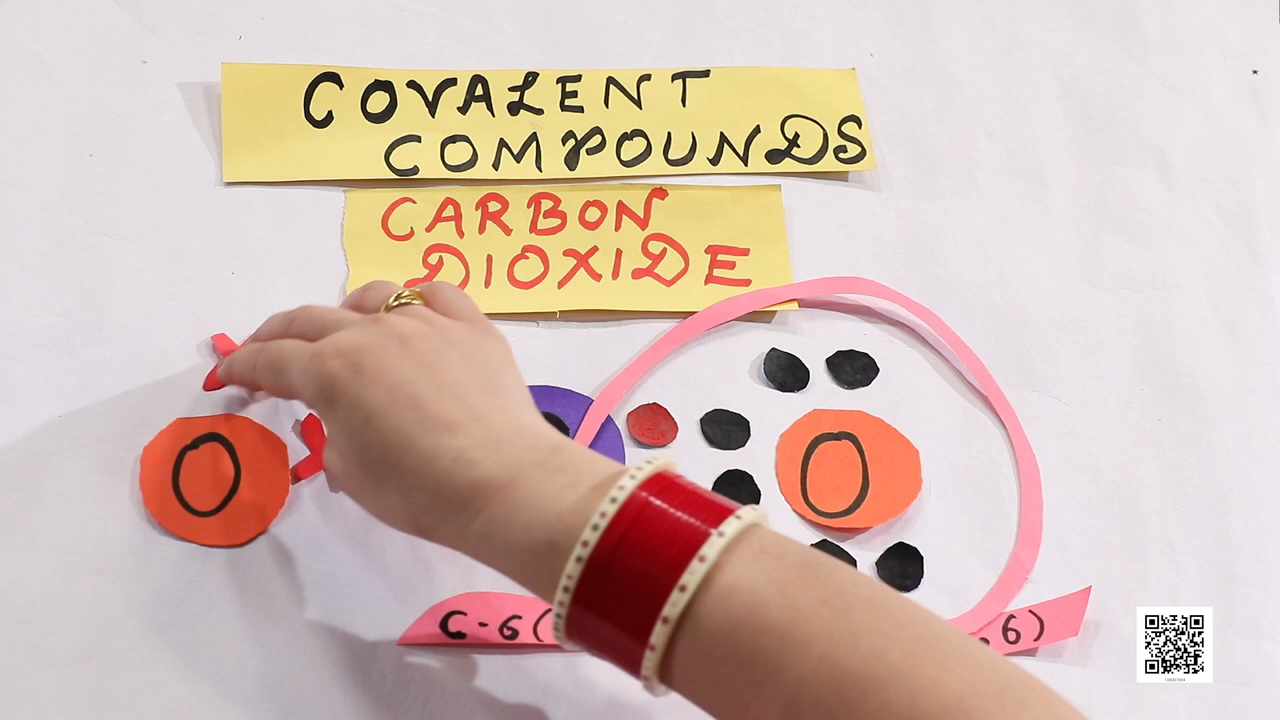 COVALENT
COMPOUNDS
CARBON
DIOXIDE
O
O
C-6(
,6)